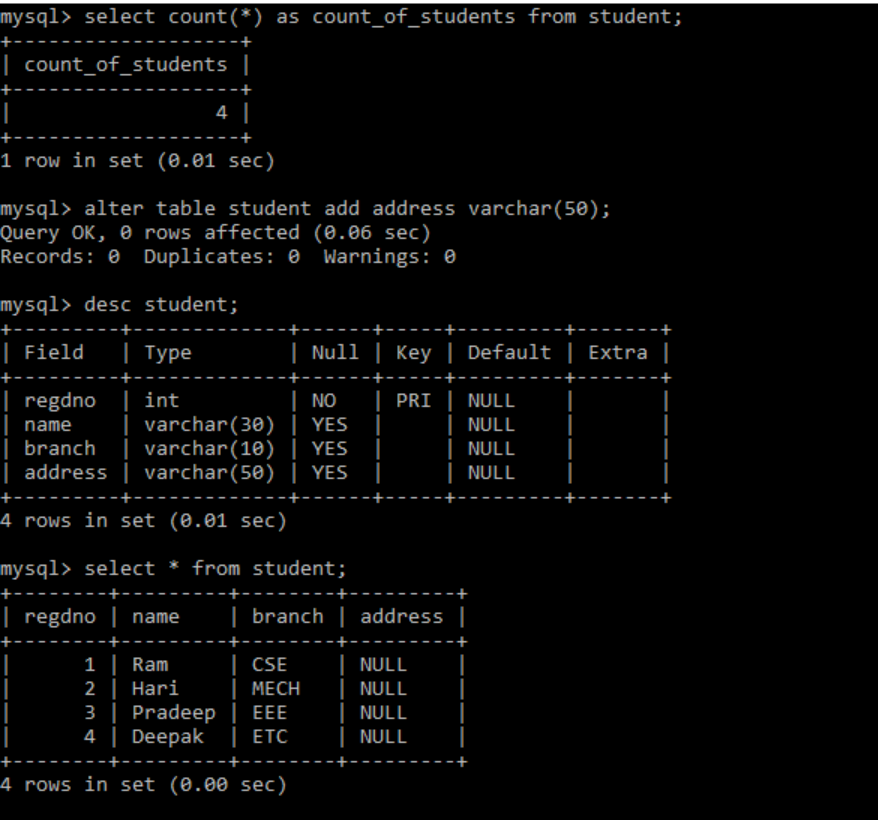 mysql> select count(*) as count_of_students from student;
+-------------------+
| count_of_students |
+-------------------+
|                 4 |
+-------------------+
1 row in set (0.01 sec)

mysql> alter table student add address varchar(50);
Query OK, 0 rows affected (0.06 sec)
Records: 0  Duplicates: 0  Warnings: 0

mysql> desc student;
+---------+-------------+------+-----+---------+-------+
| Field   | Type        | Null | Key | Default | Extra |
+---------+-------------+------+-----+---------+-------+
| regdno  | int         | NO   | PRI | NULL    |       |
| name    | varchar(30) | YES  |     | NULL    |       |
| branch  | varchar(10) | YES  |     | NULL    |       |
| address | varchar(50) | YES  |     | NULL    |       |
+---------+-------------+------+-----+---------+-------+
4 rows in set (0.01 sec)

mysql> select * from student;
+--------+---------+--------+---------+
| regdno | name    | branch | address |
+--------+---------+--------+---------+
|      1 | Ram     | CSE    | NULL    |
|      2 | Hari    | MECH   | NULL    |
|      3 | Pradeep | EEE    | NULL    |
|      4 | Deepak  | ETC    | NULL    |
+--------+---------+--------+---------+
4 rows in set (0.00 sec)